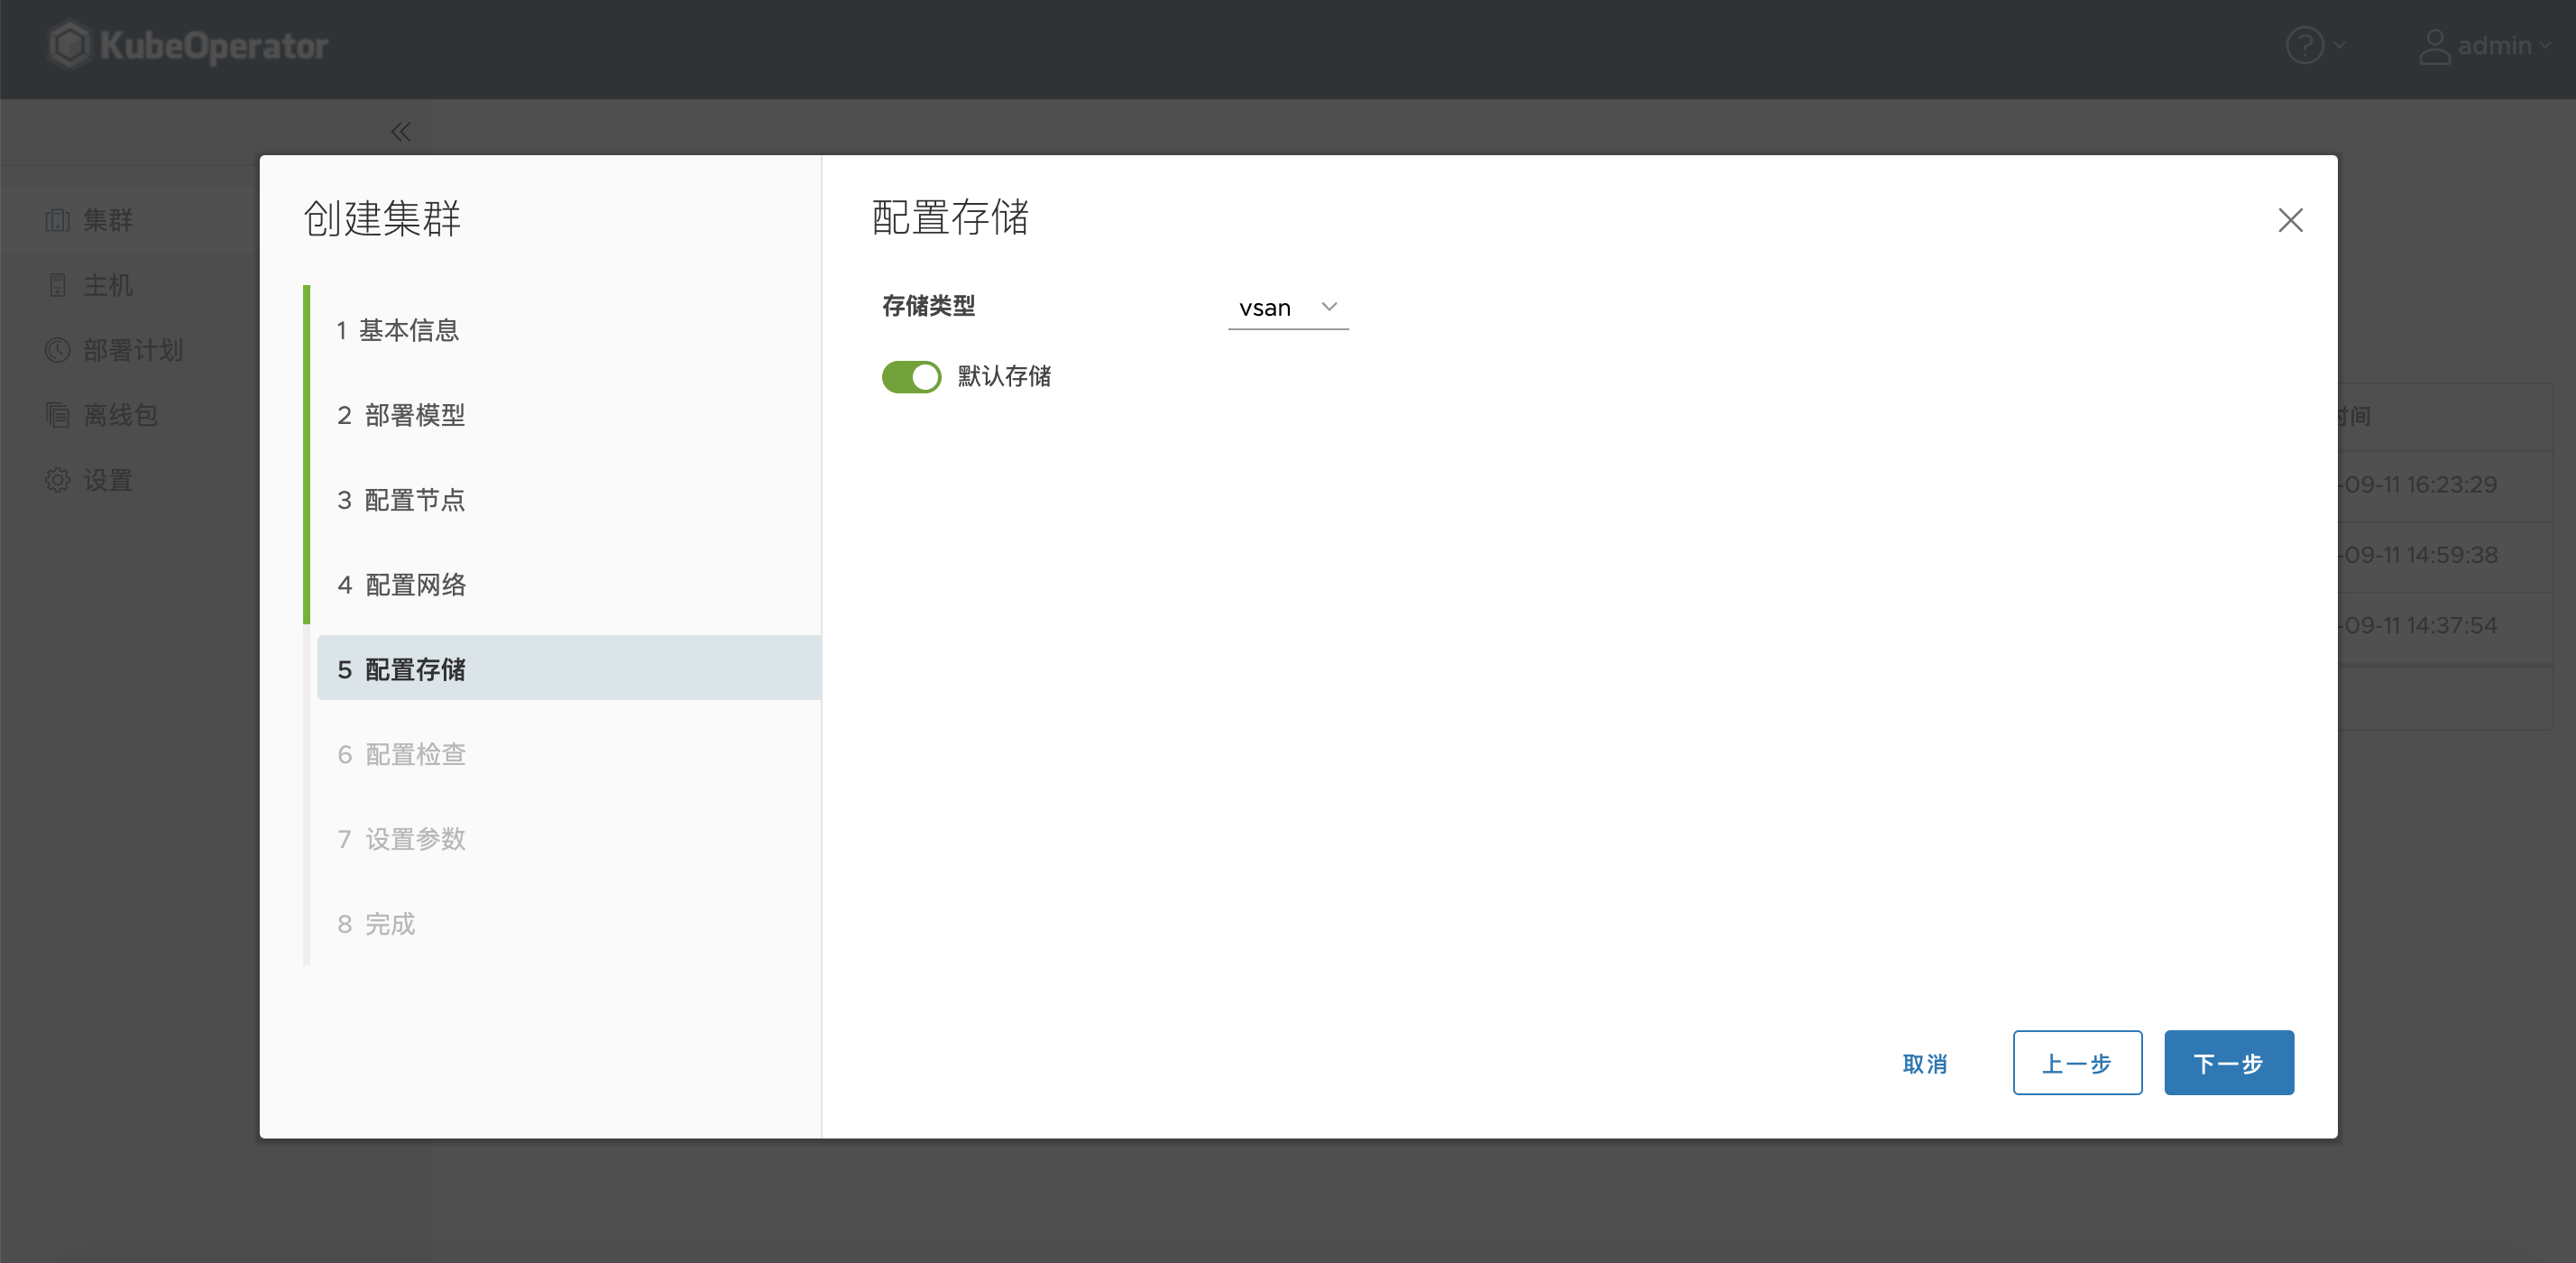 KubeOperator
?
admin
集群
主机
部署计划
离线包
设置
创建集群
1 基本信息
2 部署模型
3 配置节点
4 配置网络
5 配置存储
6 配置检查
7 设置参数
8 完成
配置存储
存储类型
vsan
默认存储
取消
上一步
下一步
时间
-09-11 16:23:29
-09-11 14:59:38
-09-11 14:37:54